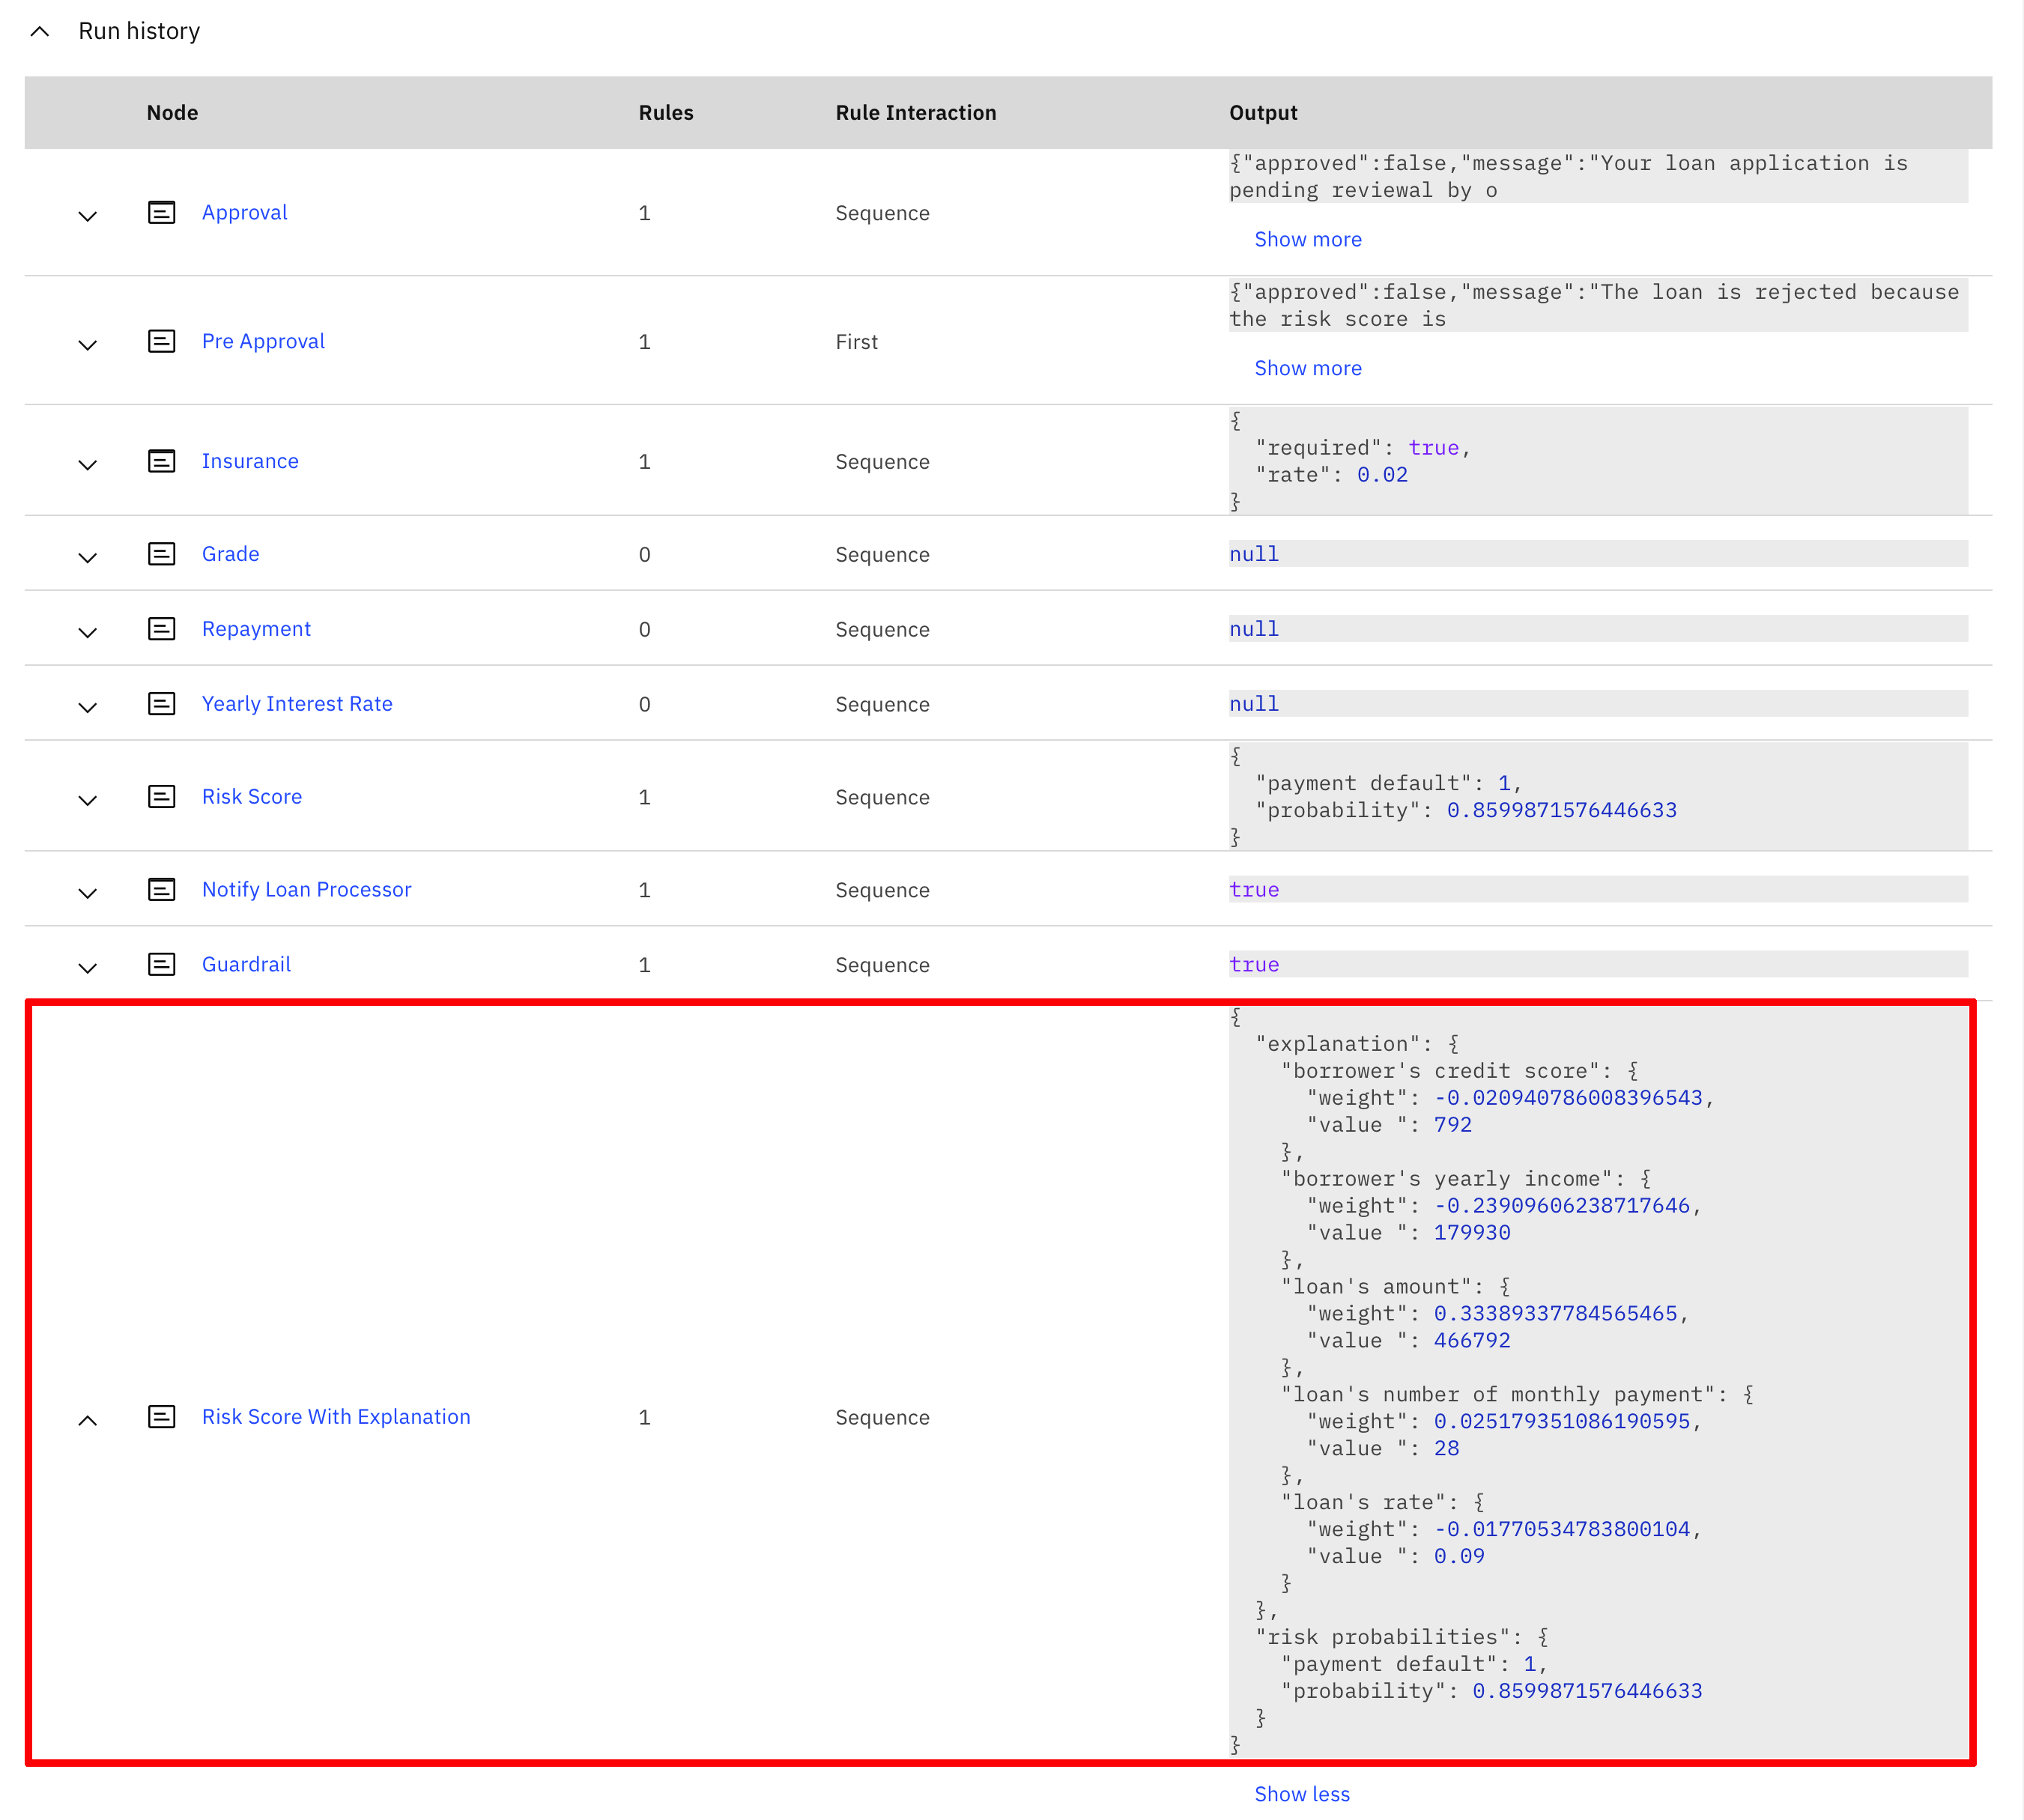 Run history
Node Rules Rule Interaction Output
Approval 1 Sequence {"approved":false,"message":"Your loan application is
pending reviewal by o
Show more
Pre Approval 1 First {"approved":false,"message":"The loan is rejected because
the risk score is
Show more
Insurance 1 Sequence {
"required": true,
"rate": 0.02
}
Grade 0 Sequence null
Repayment 0 Sequence null
Yearly Interest Rate 0 Sequence null
Risk Score 1 Sequence {
"payment default": 1,
"probability": 0.8599871576446633
}
Notify Loan Processor 1 Sequence true
Guardrail 1 Sequence true
Risk Score With Explanation 1 Sequence {
"explanation": {
"borrower's credit score": {
"weight": -0.020940786008396543,
"value ": 792
},
"borrower's yearly income": {
"weight": -0.23909606238717646,
"value ": 179930
},
"loan's amount": {
"weight": 0.33389337784565465,
"value ": 466792
},
"loan's number of monthly payment": {
"weight": 0.025179351086190595,
"value ": 28
},
"loan's rate": {
"weight": -0.01770534783800104,
"value ": 0.09
}
},
"risk probabilities": {
"payment default": 1,
"probability": 0.8599871576446633
}
}
Show less